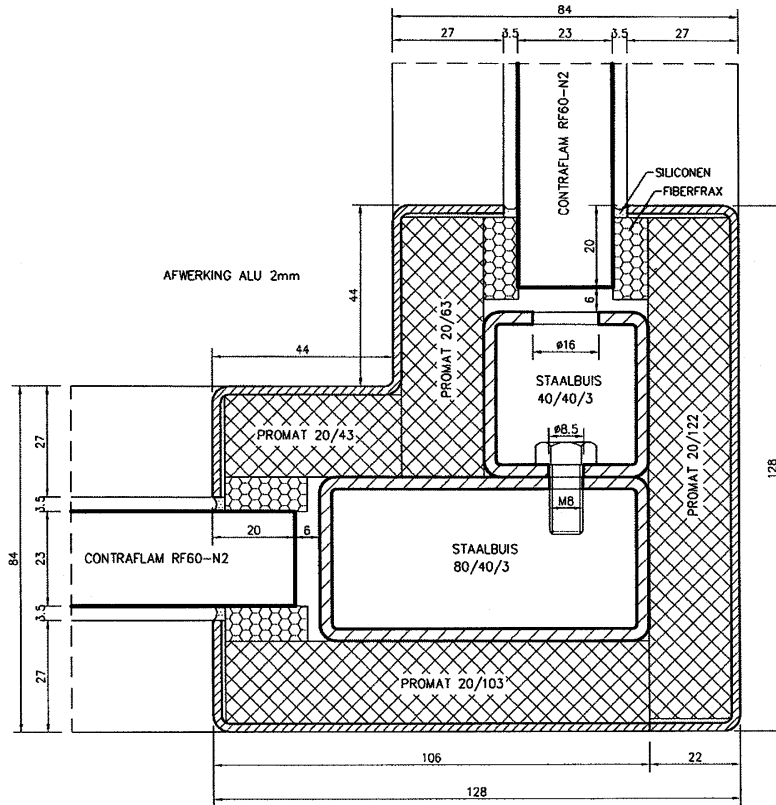 84
27
3.5
23
3.5
27
CONTRAFLAM RF60-N2
SILICONEN
FIBERFRAX
AFWERKING ALU 2mm
44
20
6
PROMAT 20/63
44
ø16
STAALBUIS
40/40/3
PROMAT 20/122
128
PROMAT 20/43
ø8.5
M8
27
3.5
23
3.5
27
84
20
6
CONTRAFLAM RF60-N2
STAALBUIS
80/40/3
PROMAT 20/103
106
22
128